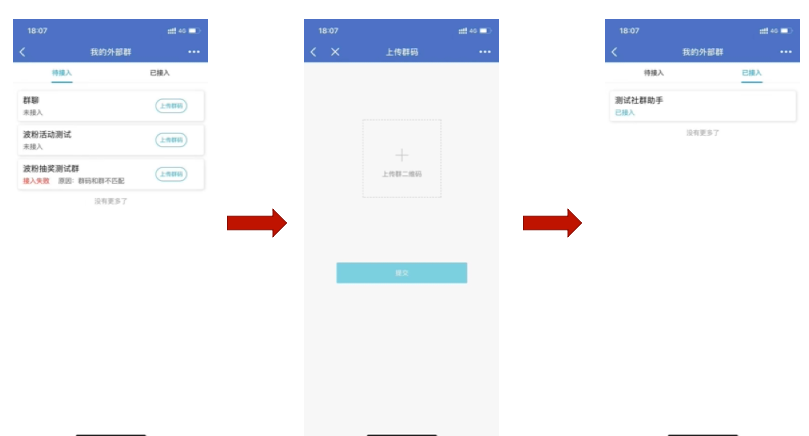 18:07
4G
我的外部群
待接入
已接入
群聊
未接入
上传群码
波粉活动测试
未接入
上传群码
波粉抽奖测试群
接入失败 原因: 群码和群不匹配
上传群码
没有更多了
18:07
4G
上传群码
上传群二维码
提交
18:07
4G
我的外部群
待接入
已接入
测试社群助手
已接入
没有更多了